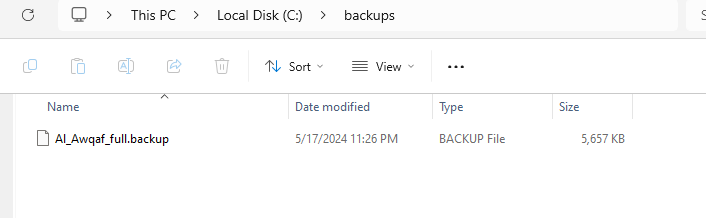 This PC > Local Disk (C:) > backups S
Sort View •••
Name Date modified Type Size
Al_Awqaf_full.backup 5/17/2024 11:26 PM BACKUP File 5,657 KB